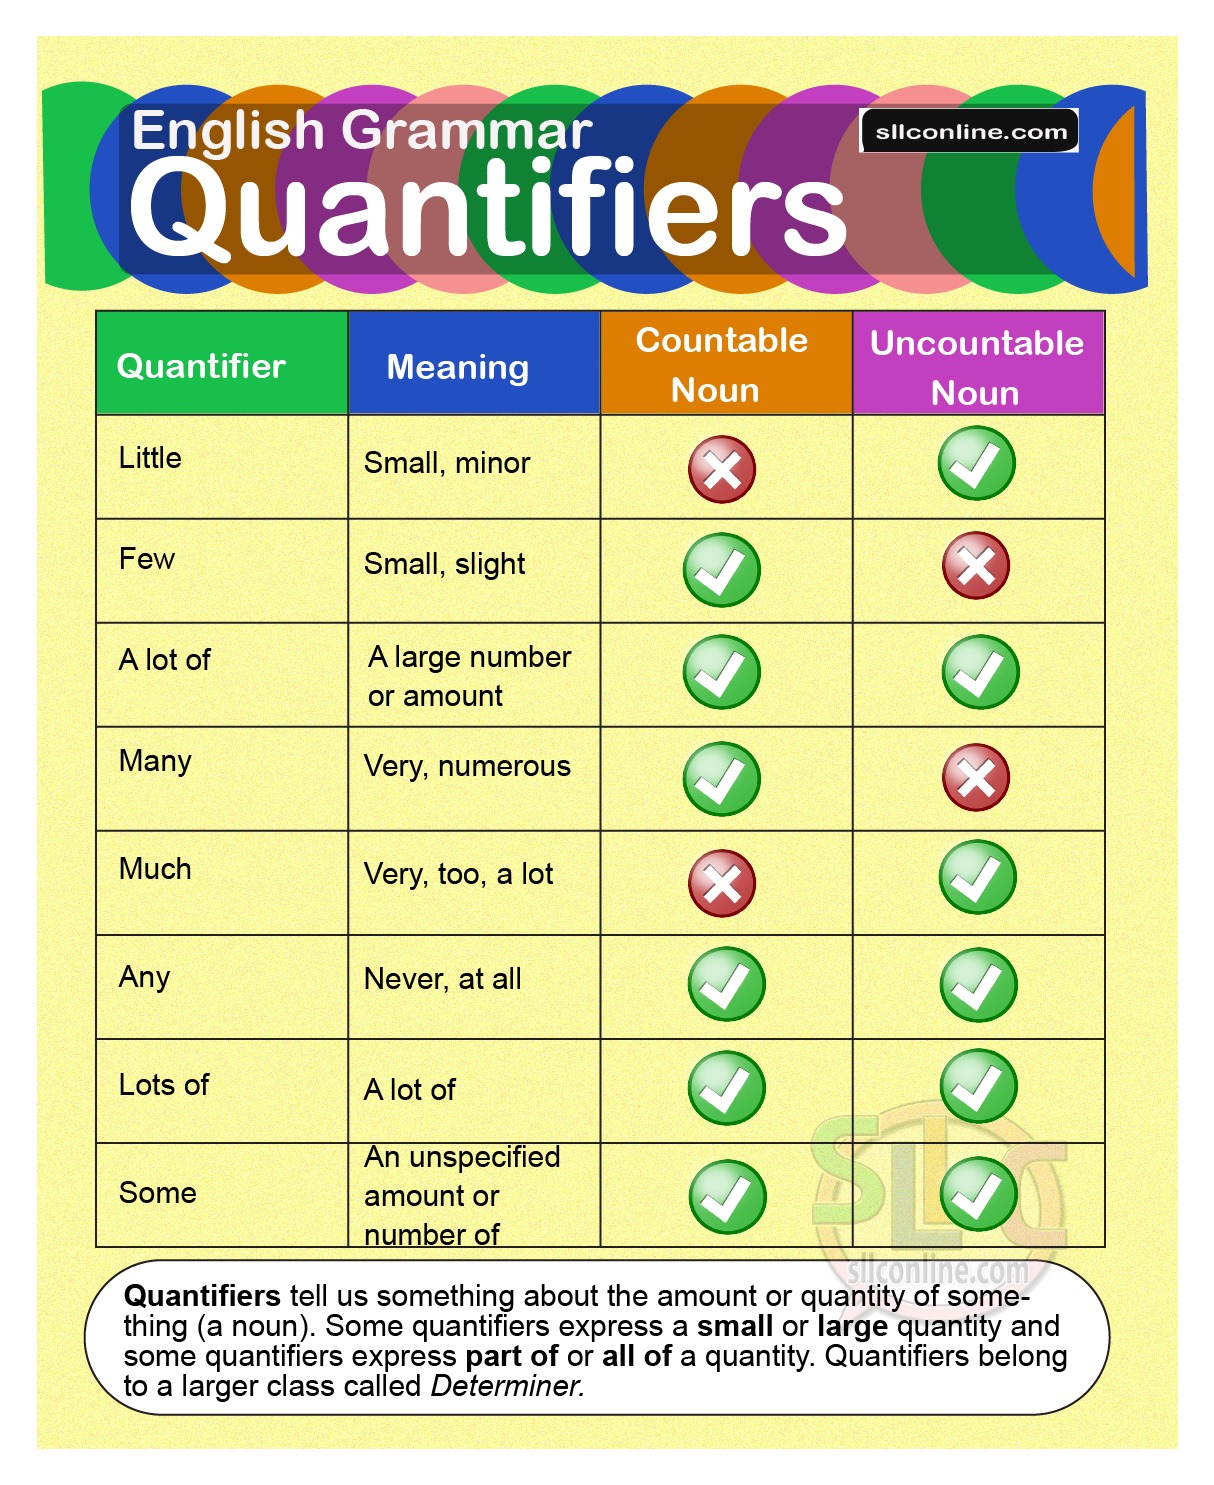 English Grammar
sllconline.com
Quantifiers
Quantifier
Meaning
Countable
Noun
Uncountable
Noun
Little
Small, minor
Few
Small, slight
A lot of
A large number
or amount
Many
Very, numerous
Much
Very, too, a lot
Any
Never, at all
Lots of
A lot of
Some
An unspecified
amount or
number of
SLLC
sllconline.com
Quantifiers tell us something about the amount or quantity of some-
thing (a noun). Some quantifiers express a small or large quantity and
some quantifiers express part of or all of a quantity. Quantifiers belong
to a larger class called Determiner.